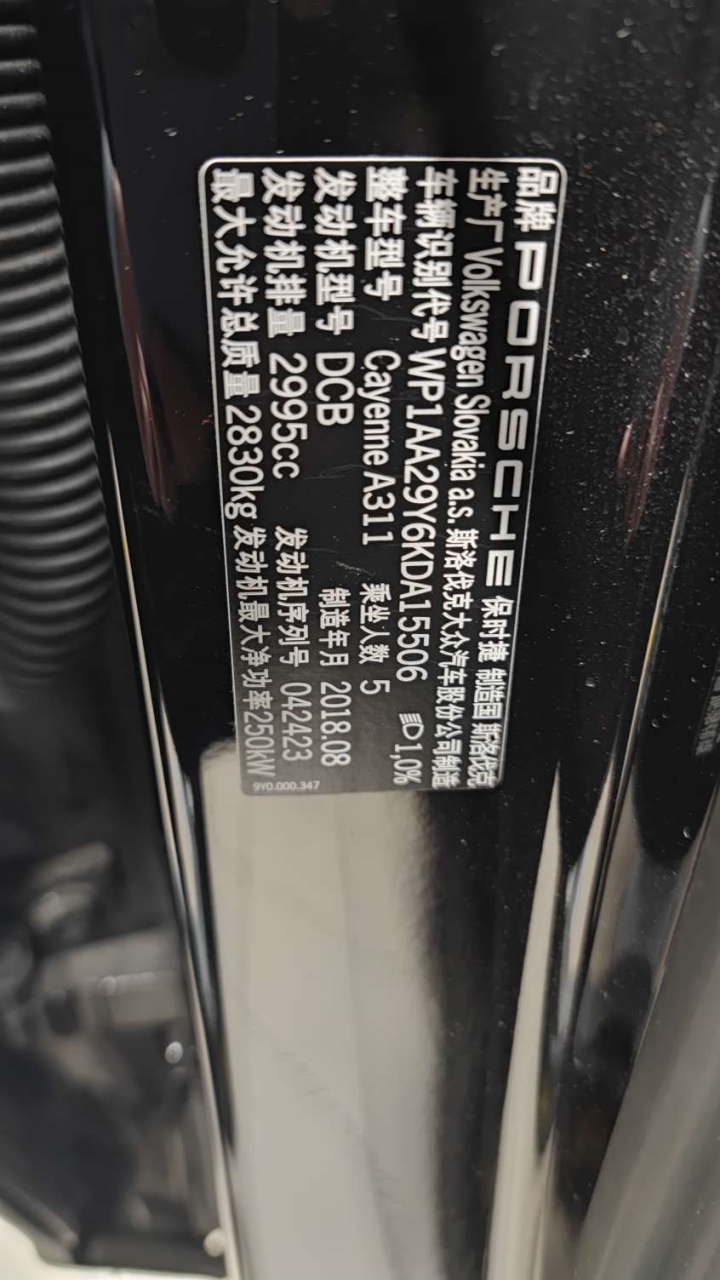 品牌 PORSCHE 保时捷 制造国 斯洛伐克
生产厂 Volkswagen Slovakia a.s. 斯洛伐克大众汽车股份公司制造
车辆识别代号 WP1AA29Y6KDA15506 1,0%
整车型号 Cayenne A311 乘坐人数 5
发动机型号 DCB 制造年月 2018.08
发动机排量 2995cc 发动机序列号 042423
最大允许总质量 2830kg 发动机最大净功率250kW
9Y0.000.347